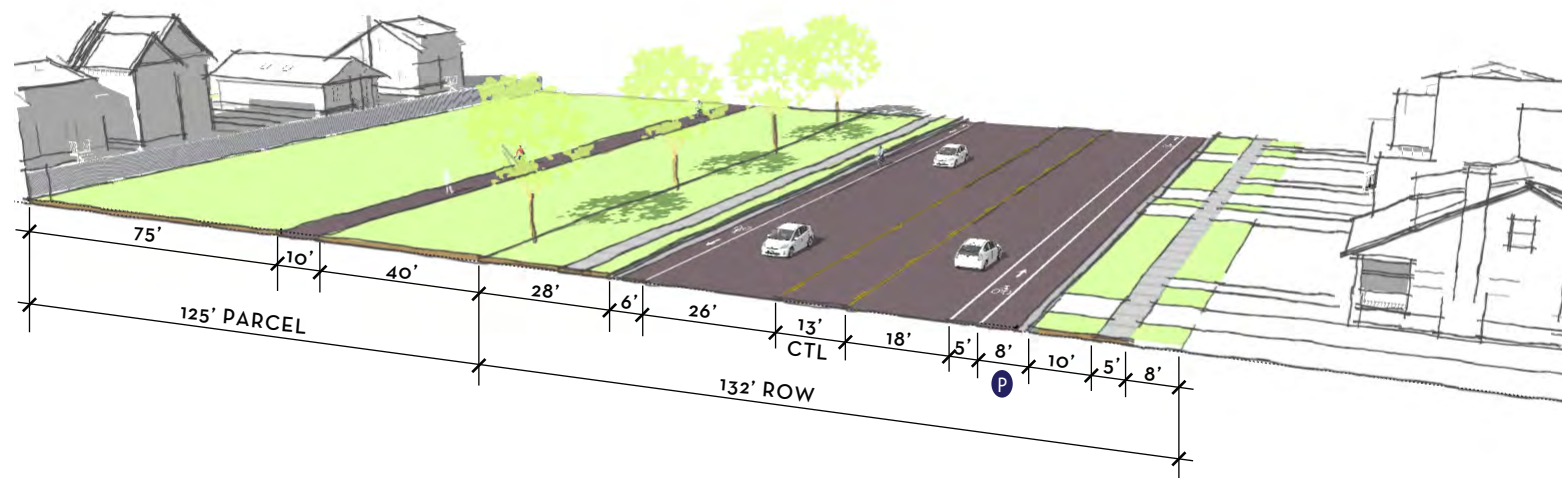 75’ 10’ 40’ 28’ 6’ 26’ 13’ 18’ 5’ 8’ 10’ 5’ 8’
CTL
P
125’ PARCEL
132’ ROW